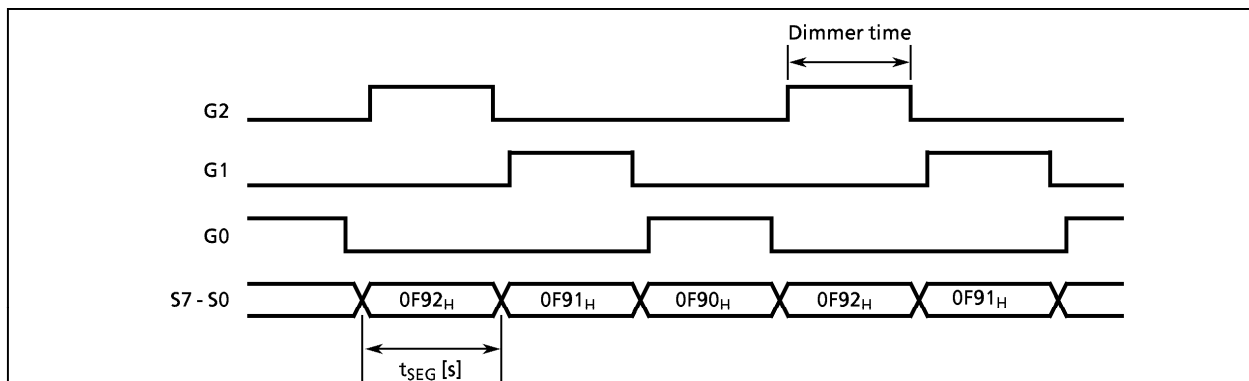 Dimmer time
G2
G1
G0
S7 - S0 0F92H 0F91H 0F90H 0F92H 0F91H
tSEG [s]